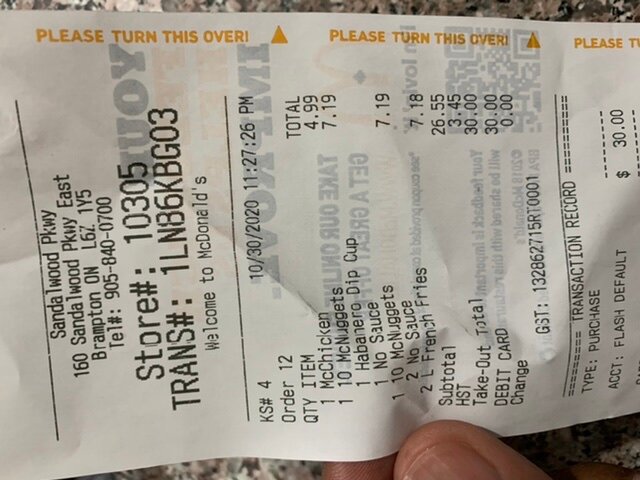 PLEASE TURN THIS OVER! PLEASE TURN THIS OVER! PLEASE TU
Sandalwood Pkwy
160 Sandalwood Pkwy East
Brampton ON L6Z 1Y5
Tel#: 905-840-0700
Store#: 10305
TRANS#: 1LNB6KBG03
Welcome to McDonald's
KS# 4 10/30/2020 11:27:26 PM
Order 12
QTY ITEM TOTAL
1 McChicken 4.99
1 10 McNuggets 7.19
1 Habanero Dip Cup
1 No Sauce
1 10 McNuggets 7.19
2 No Sauce
2 L French Fries 7.18
Subtotal 26.55
HST 3.45
Take-Out Total 30.00
DEBIT CARD 30.00
Change 0.00
GST: 132862715RT0001
===== TRANSACTION RECORD =====
TYPE: PURCHASE
ACCT: FLASH DEFAULT $ 30.00